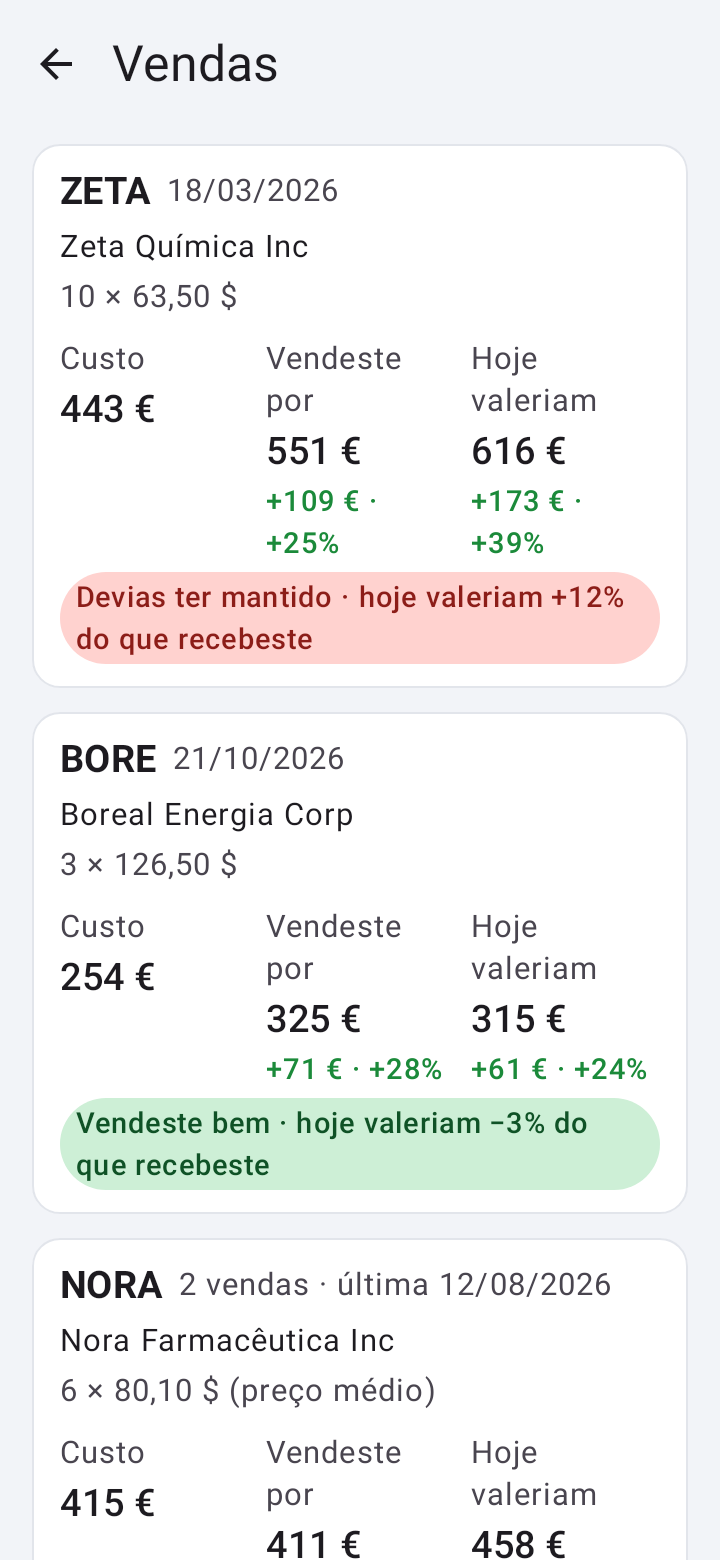 Vendas
ZETA 18/03/2026
Zeta Química Inc
10 × 63,50 $
Custo
443 €
Vendeste
por
551 €
+109 € ·
+25%
Hoje
valeriam
616 €
+173 € ·
+39%
Devias ter mantido · hoje valeriam +12%
do que recebeste
BORE 21/10/2026
Boreal Energia Corp
3 × 126,50 $
Custo
254 €
Vendeste
por
325 €
+71 € · +28%
Hoje
valeriam
315 €
+61 € · +24%
Vendeste bem · hoje valeriam −3% do
que recebeste
NORA 2 vendas · última 12/08/2026
Nora Farmacêutica Inc
6 × 80,10 $ (preço médio)
Custo
415 €
Vendeste
por
411 €
Hoje
valeriam
458 €